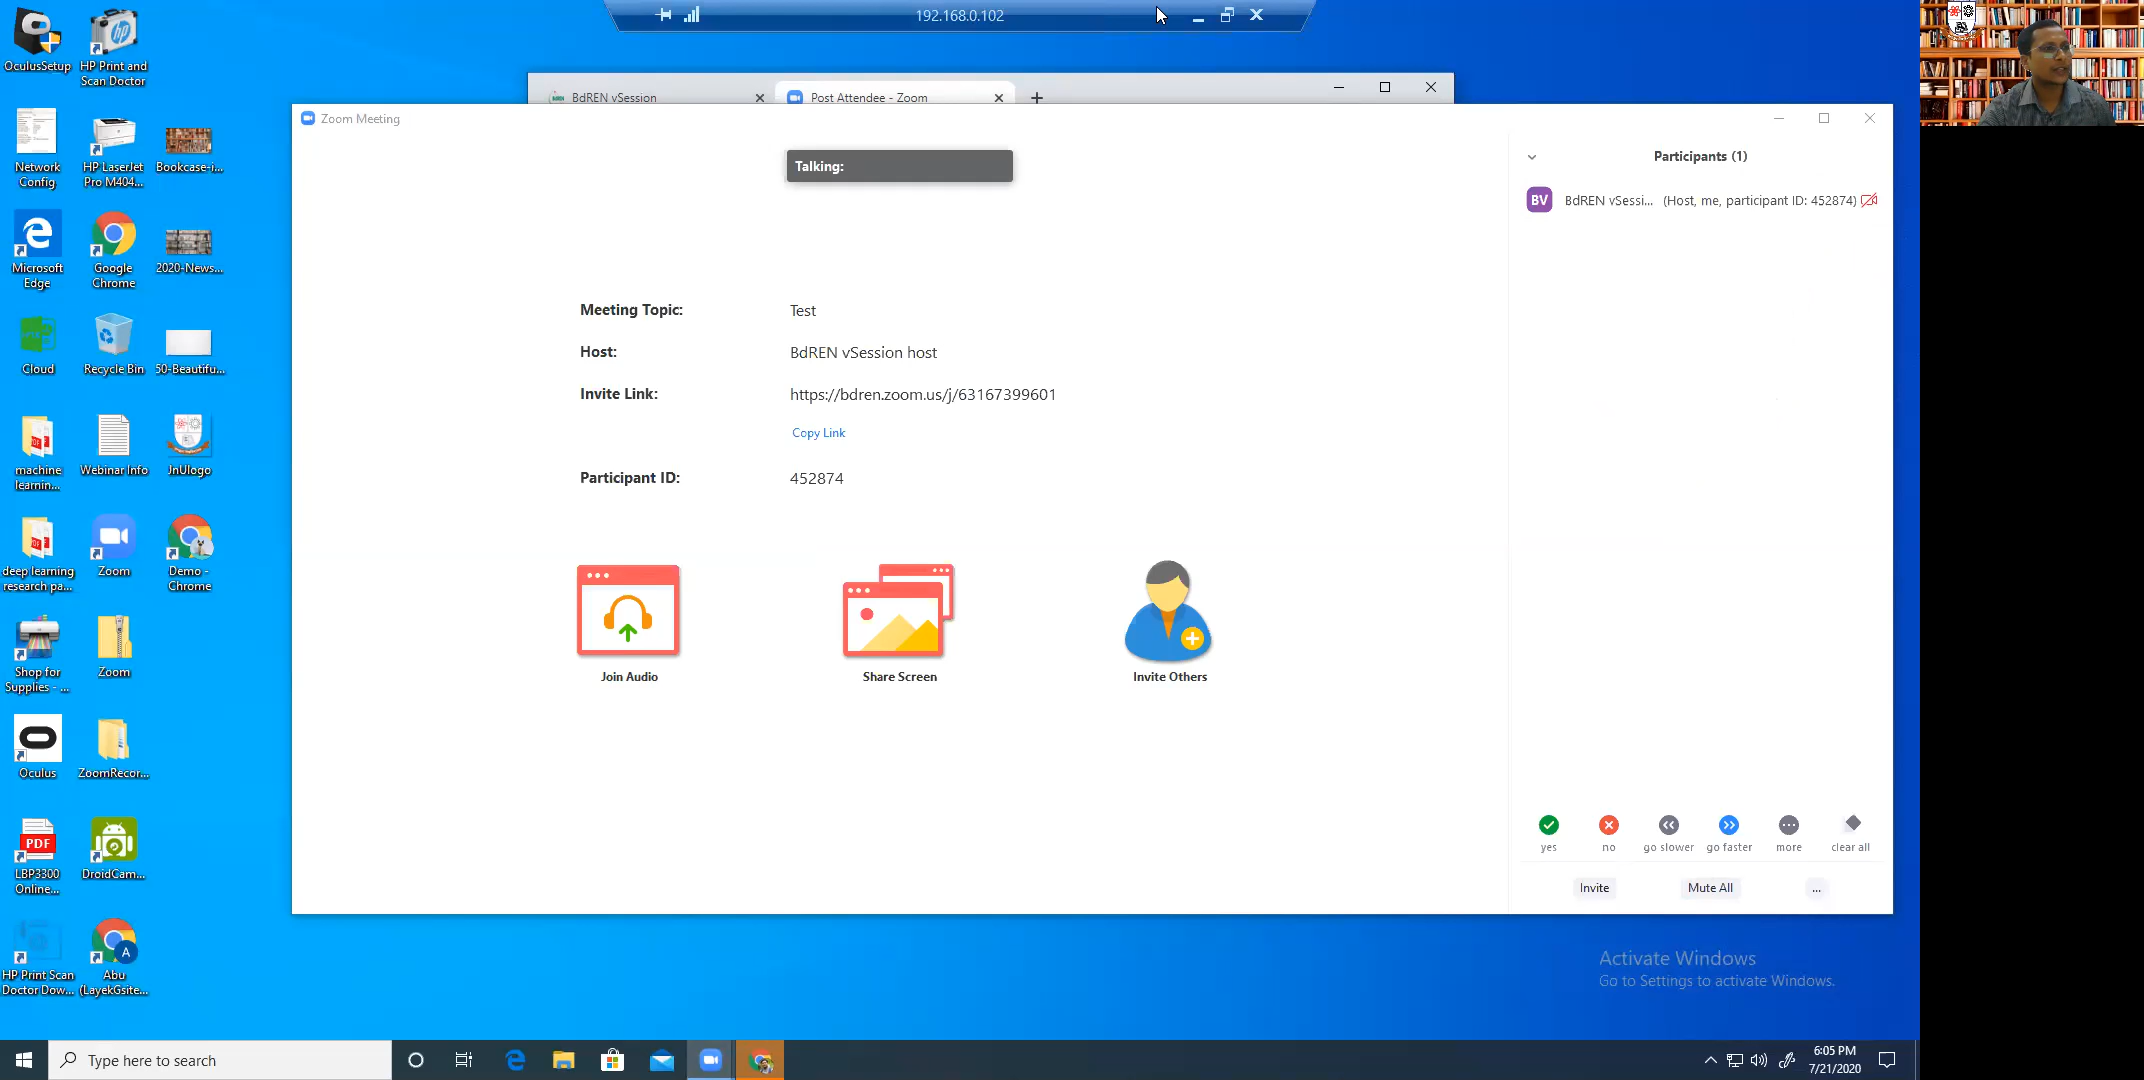 192.168.0.102
OculusSetup
HP Print and
Scan Doctor
Network
Config
HP LaserJet
Pro M404...
Bookcase-i...
Microsoft
Edge
Google
Chrome
2020-News...
Cloud
Recycle Bin
50-Beautifu...
machine
learnin...
Webinar Info
JnUlogo
deep learning
research pa...
Zoom
Demo -
Chrome
Shop for
Supplies - ...
Zoom
Oculus
ZoomRecor...
PDF
LBP3300
Online...
DroidCam...
HP Print Scan
Doctor Dow...
A
Abu
(LayekGsite...
BdREN vSession
Post Attendee - Zoom
Zoom Meeting
Talking:
Meeting Topic: Test
Host: BdREN vSession host
Invite Link: https://bdren.zoom.us/j/63167399601
Copy Link
Participant ID: 452874
Join Audio
Share Screen
Invite Others
Participants (1)
BV BdREN vSessi... (Host, me, participant ID: 452874)
yes no go slower go faster more clear all
Invite Mute All ...
Activate Windows
Go to Settings to activate Windows.
Type here to search
6:05 PM
7/21/2020